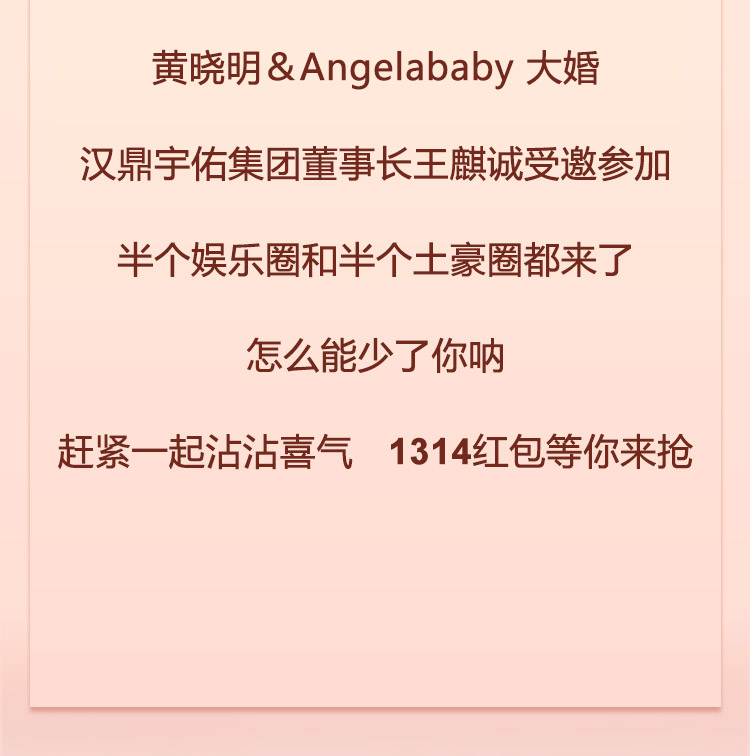 黄晓明&Angelababy 大婚
汉鼎宇佑集团董事长王麒诚受邀参加
半个娱乐圈和半个土豪圈都来了
怎么能少了你呐
赶紧一起沾沾喜气 1314红包等你来抢